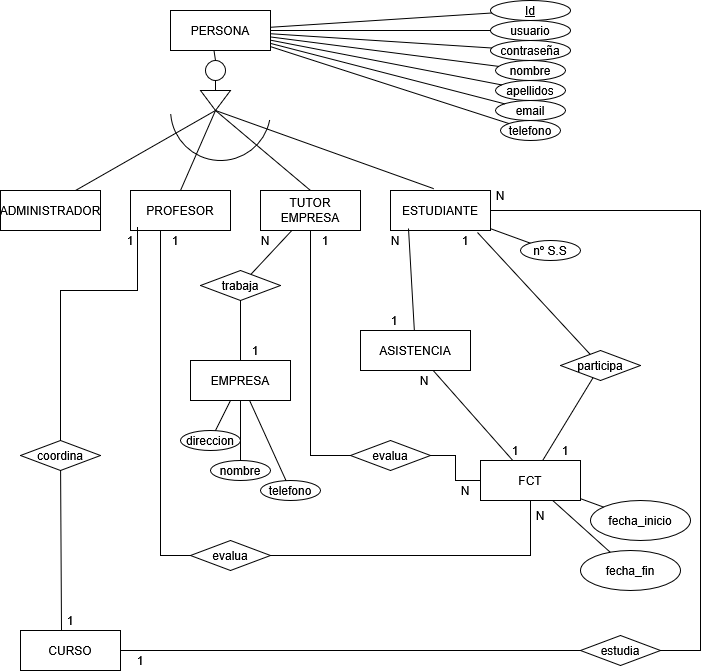 PERSONA
Id
usuario
contraseña
nombre
apellidos
email
telefono
ADMINISTRADOR
PROFESOR
TUTOR
EMPRESA
ESTUDIANTE
N
1
1
N
1
N
1
nº S.S
trabaja
1
1
ASISTENCIA
participa
EMPRESA
N
direccion
nombre
telefono
coordina
evalua
1
1
FCT
N
N
fecha_inicio
evalua
fecha_fin
1
CURSO
1
estudia